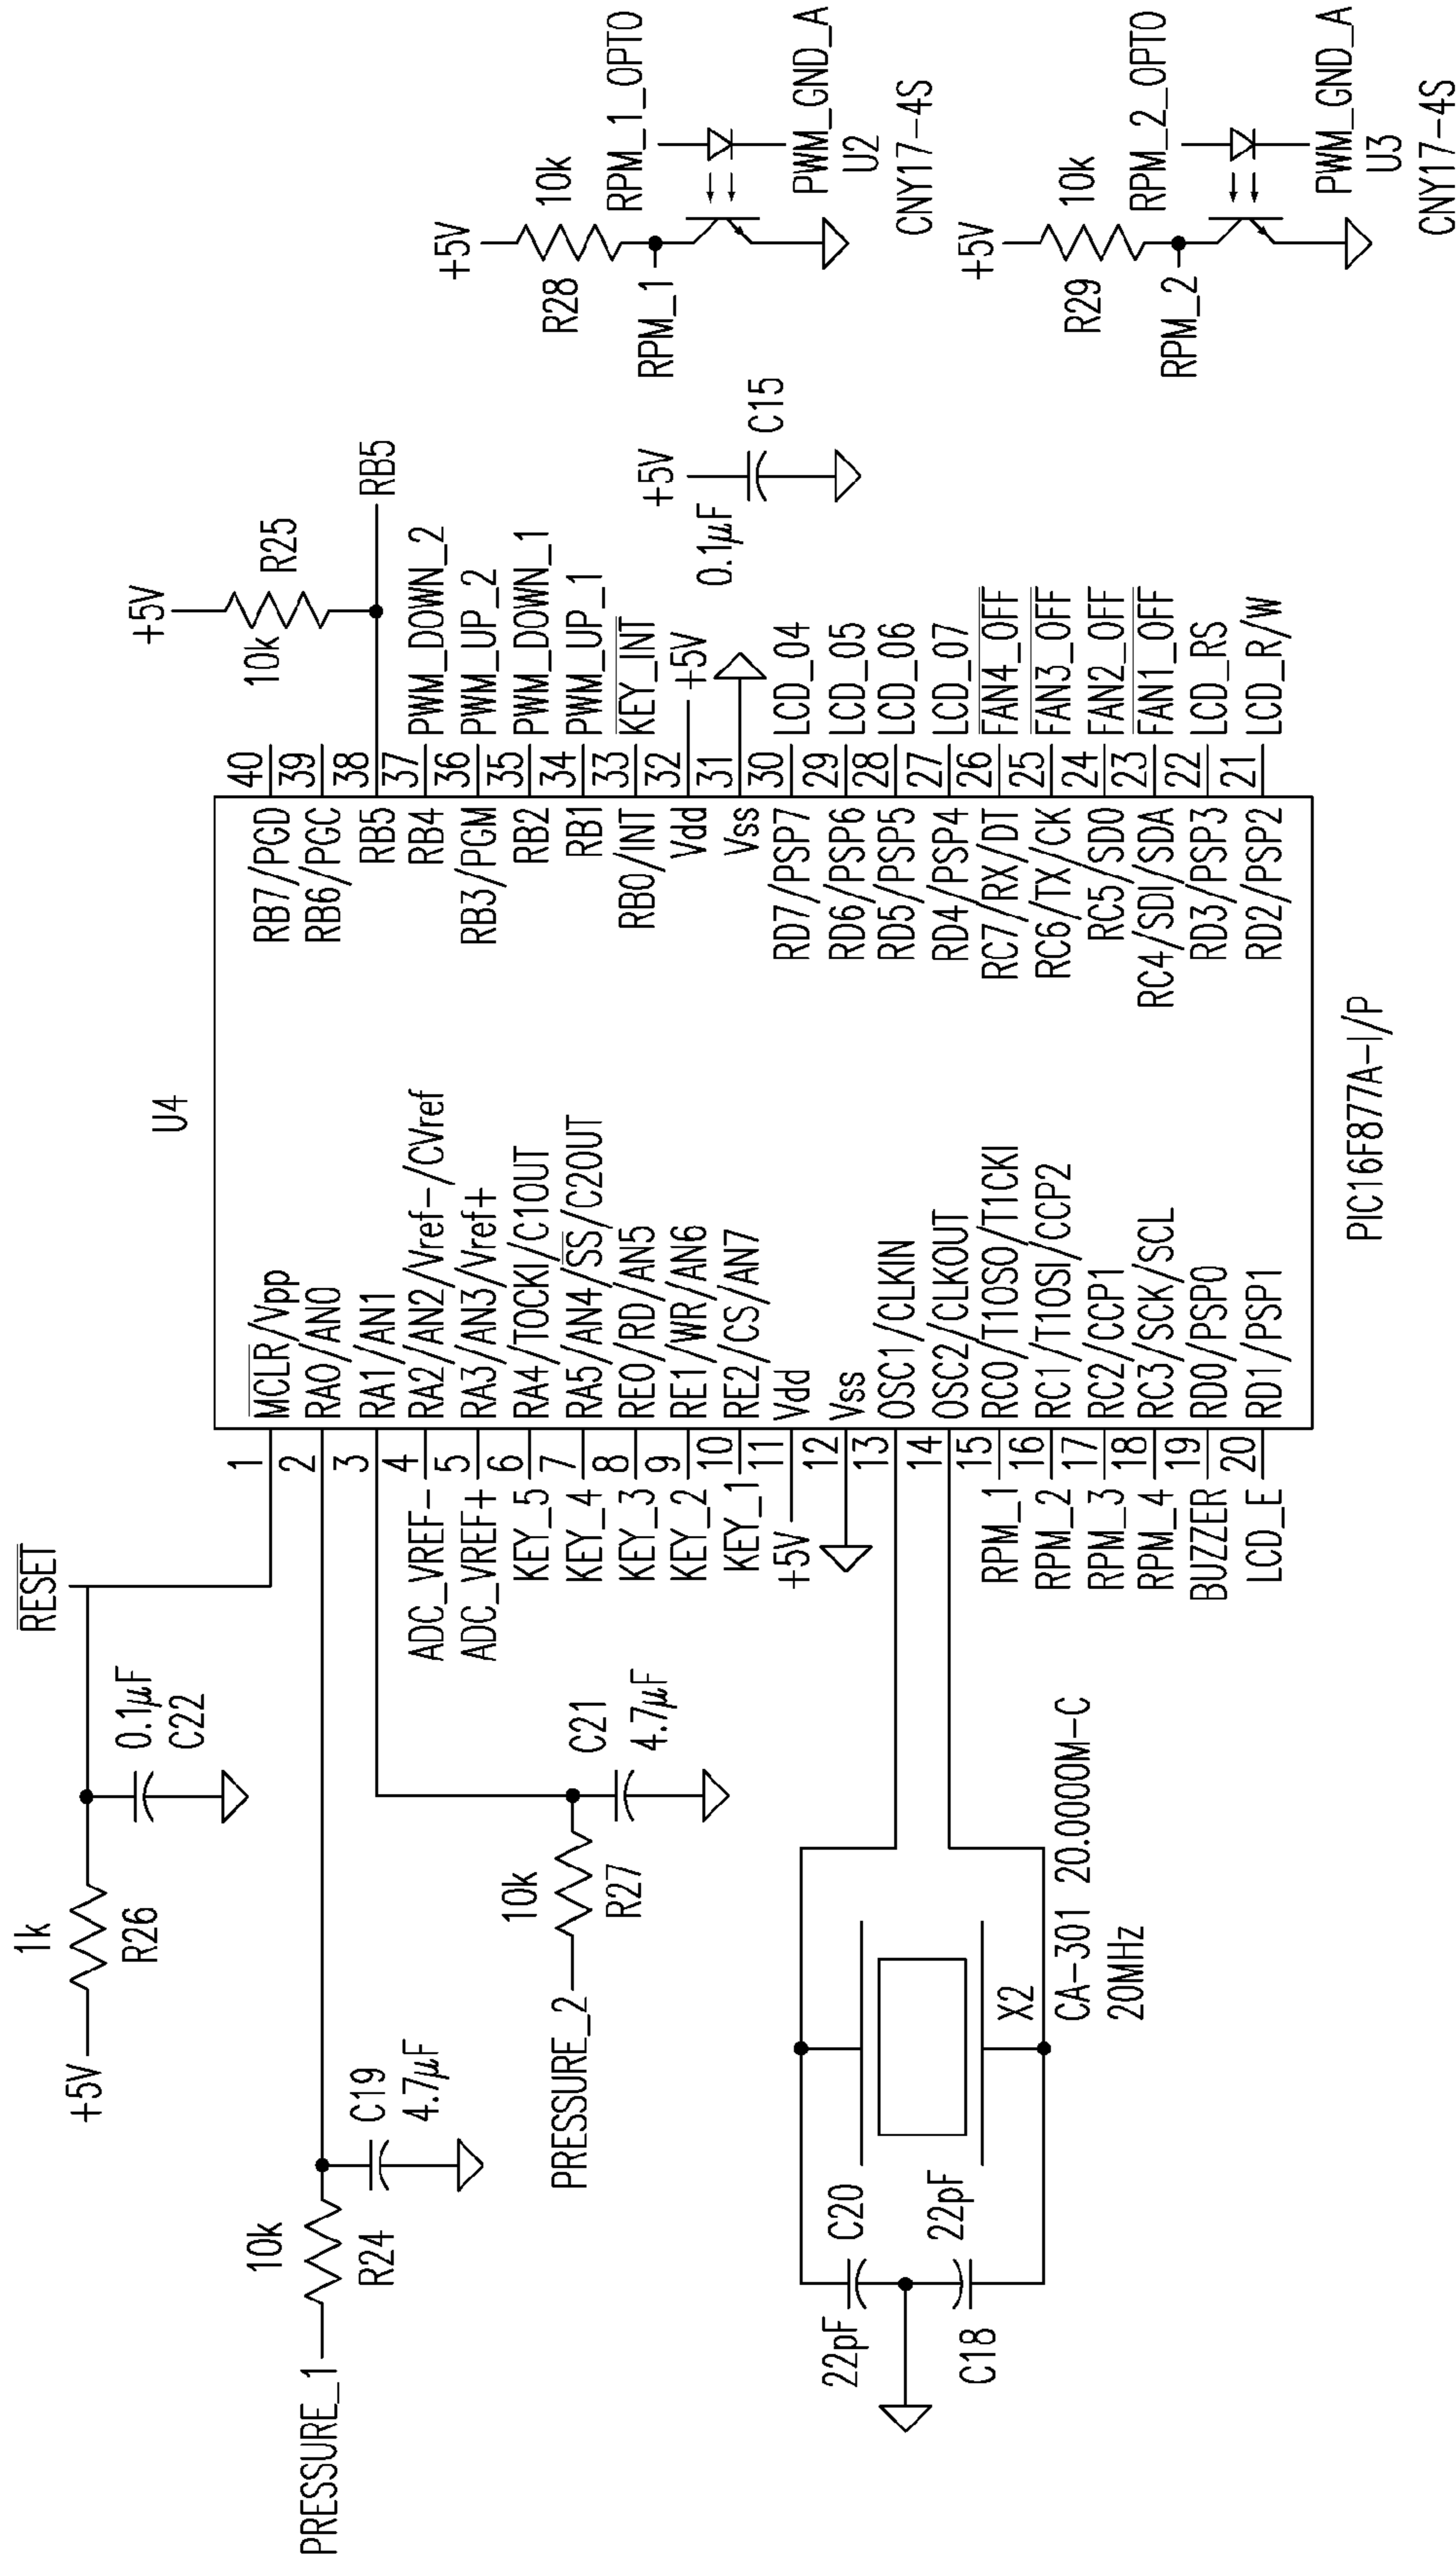 RESET
+5V
1k
R26
0.1µF
C22
PRESSURE_1
10k
R24
C19
4.7µF
PRESSURE_2
10k
R27
C21
4.7µF
22pF
C20
C18
22pF
X2
CA-301 20.0000M-C
20MHz
U4
1 MCLR/Vpp
2 RA0/AN0
3 RA1/AN1
ADC_VREF- 4 RA2/AN2/Vref-/CVref
ADC_VREF+ 5 RA3/AN3/Vref+
KEY_5 6 RA4/TOCKI/C1OUT
KEY_4 7 RA5/AN4/SS/C2OUT
KEY_3 8 RE0/RD/AN5
KEY_2 9 RE1/WR/AN6
KEY_1 10 RE2/CS/AN7
+5V 11 Vdd
12 Vss
13 OSC1/CLKIN
14 OSC2/CLKOUT
RPM_1 15 RC0/T1OSO/T1CKI
RPM_2 16 RC1/T1OSI/CCP2
RPM_3 17 RC2/CCP1
RPM_4 18 RC3/SCK/SCL
BUZZER 19 RD0/PSP0
LCD_E 20 RD1/PSP1
RB7/PGD 40
RB6/PGC 39
RB5 38 RB5
RB4 37 PWM_DOWN_2
RB3/PGM 36 PWM_UP_2
RB2 35 PWM_DOWN_1
RB1 34 PWM_UP_1
RB0/INT 33 KEY_INT
Vdd 32 +5V
Vss 31
RD7/PSP7 30 LCD_04
RD6/PSP6 29 LCD_05
RD5/PSP5 28 LCD_06
RD4/PSP4 27 LCD_07
RC7/RX/DT 26 FAN4_OFF
RC6/TX/CK 25 FAN3_OFF
RC5/SDO 24 FAN2_OFF
RC4/SDI/SDA 23 FAN1_OFF
RD3/PSP3 22 LCD_RS
RD2/PSP2 21 LCD_R/W
PIC16F877A-I/P
+5V
10k
R25
+5V
0.1µF
C15
+5V
R28
10k
RPM_1
RPM_1_OPTO
PWM_GND_A
U2
CNY17-4S
+5V
R29
10k
RPM_2
RPM_2_OPTO
PWM_GND_A
U3
CNY17-4S